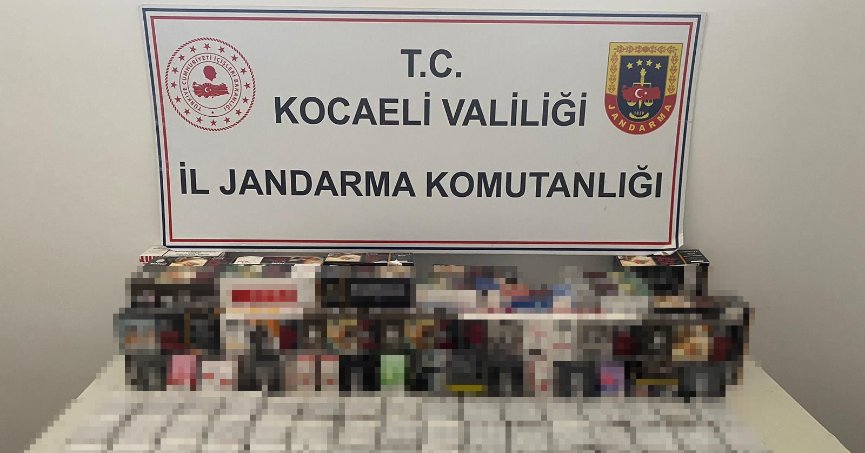 T.C.
KOCAELİ VALİLİĞİ
İL JANDARMA KOMUTANLIĞI
JANDARMA